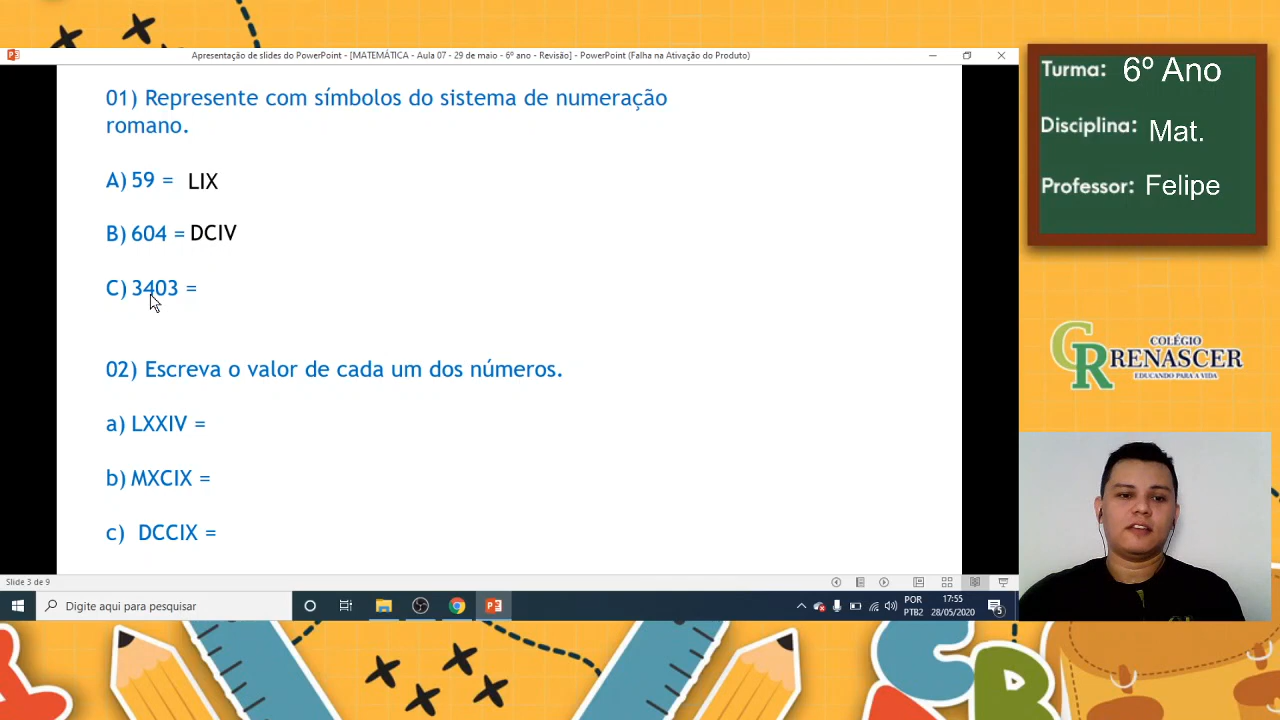 Apresentação de slides do PowerPoint - [MATEMÁTICA - Aula 07 - 29 de maio - 6º ano - Revisão] - PowerPoint (Falha na Ativação do Produto)
01) Represente com símbolos do sistema de numeração
romano.
A) 59 = LIX
B) 604 = DCIV
C) 3403 =
02) Escreva o valor de cada um dos números.
a) LXXIV =
b) MXCIX =
c) DCCIX =
Slide 3 de 9
Digite aqui para pesquisar
POR
PTB2
17:55
28/05/2020
5
Turma: 6º Ano
Disciplina: Mat.
Professor: Felipe
CR
COLÉGIO
RENASCER
EDUCANDO PARA A VIDA